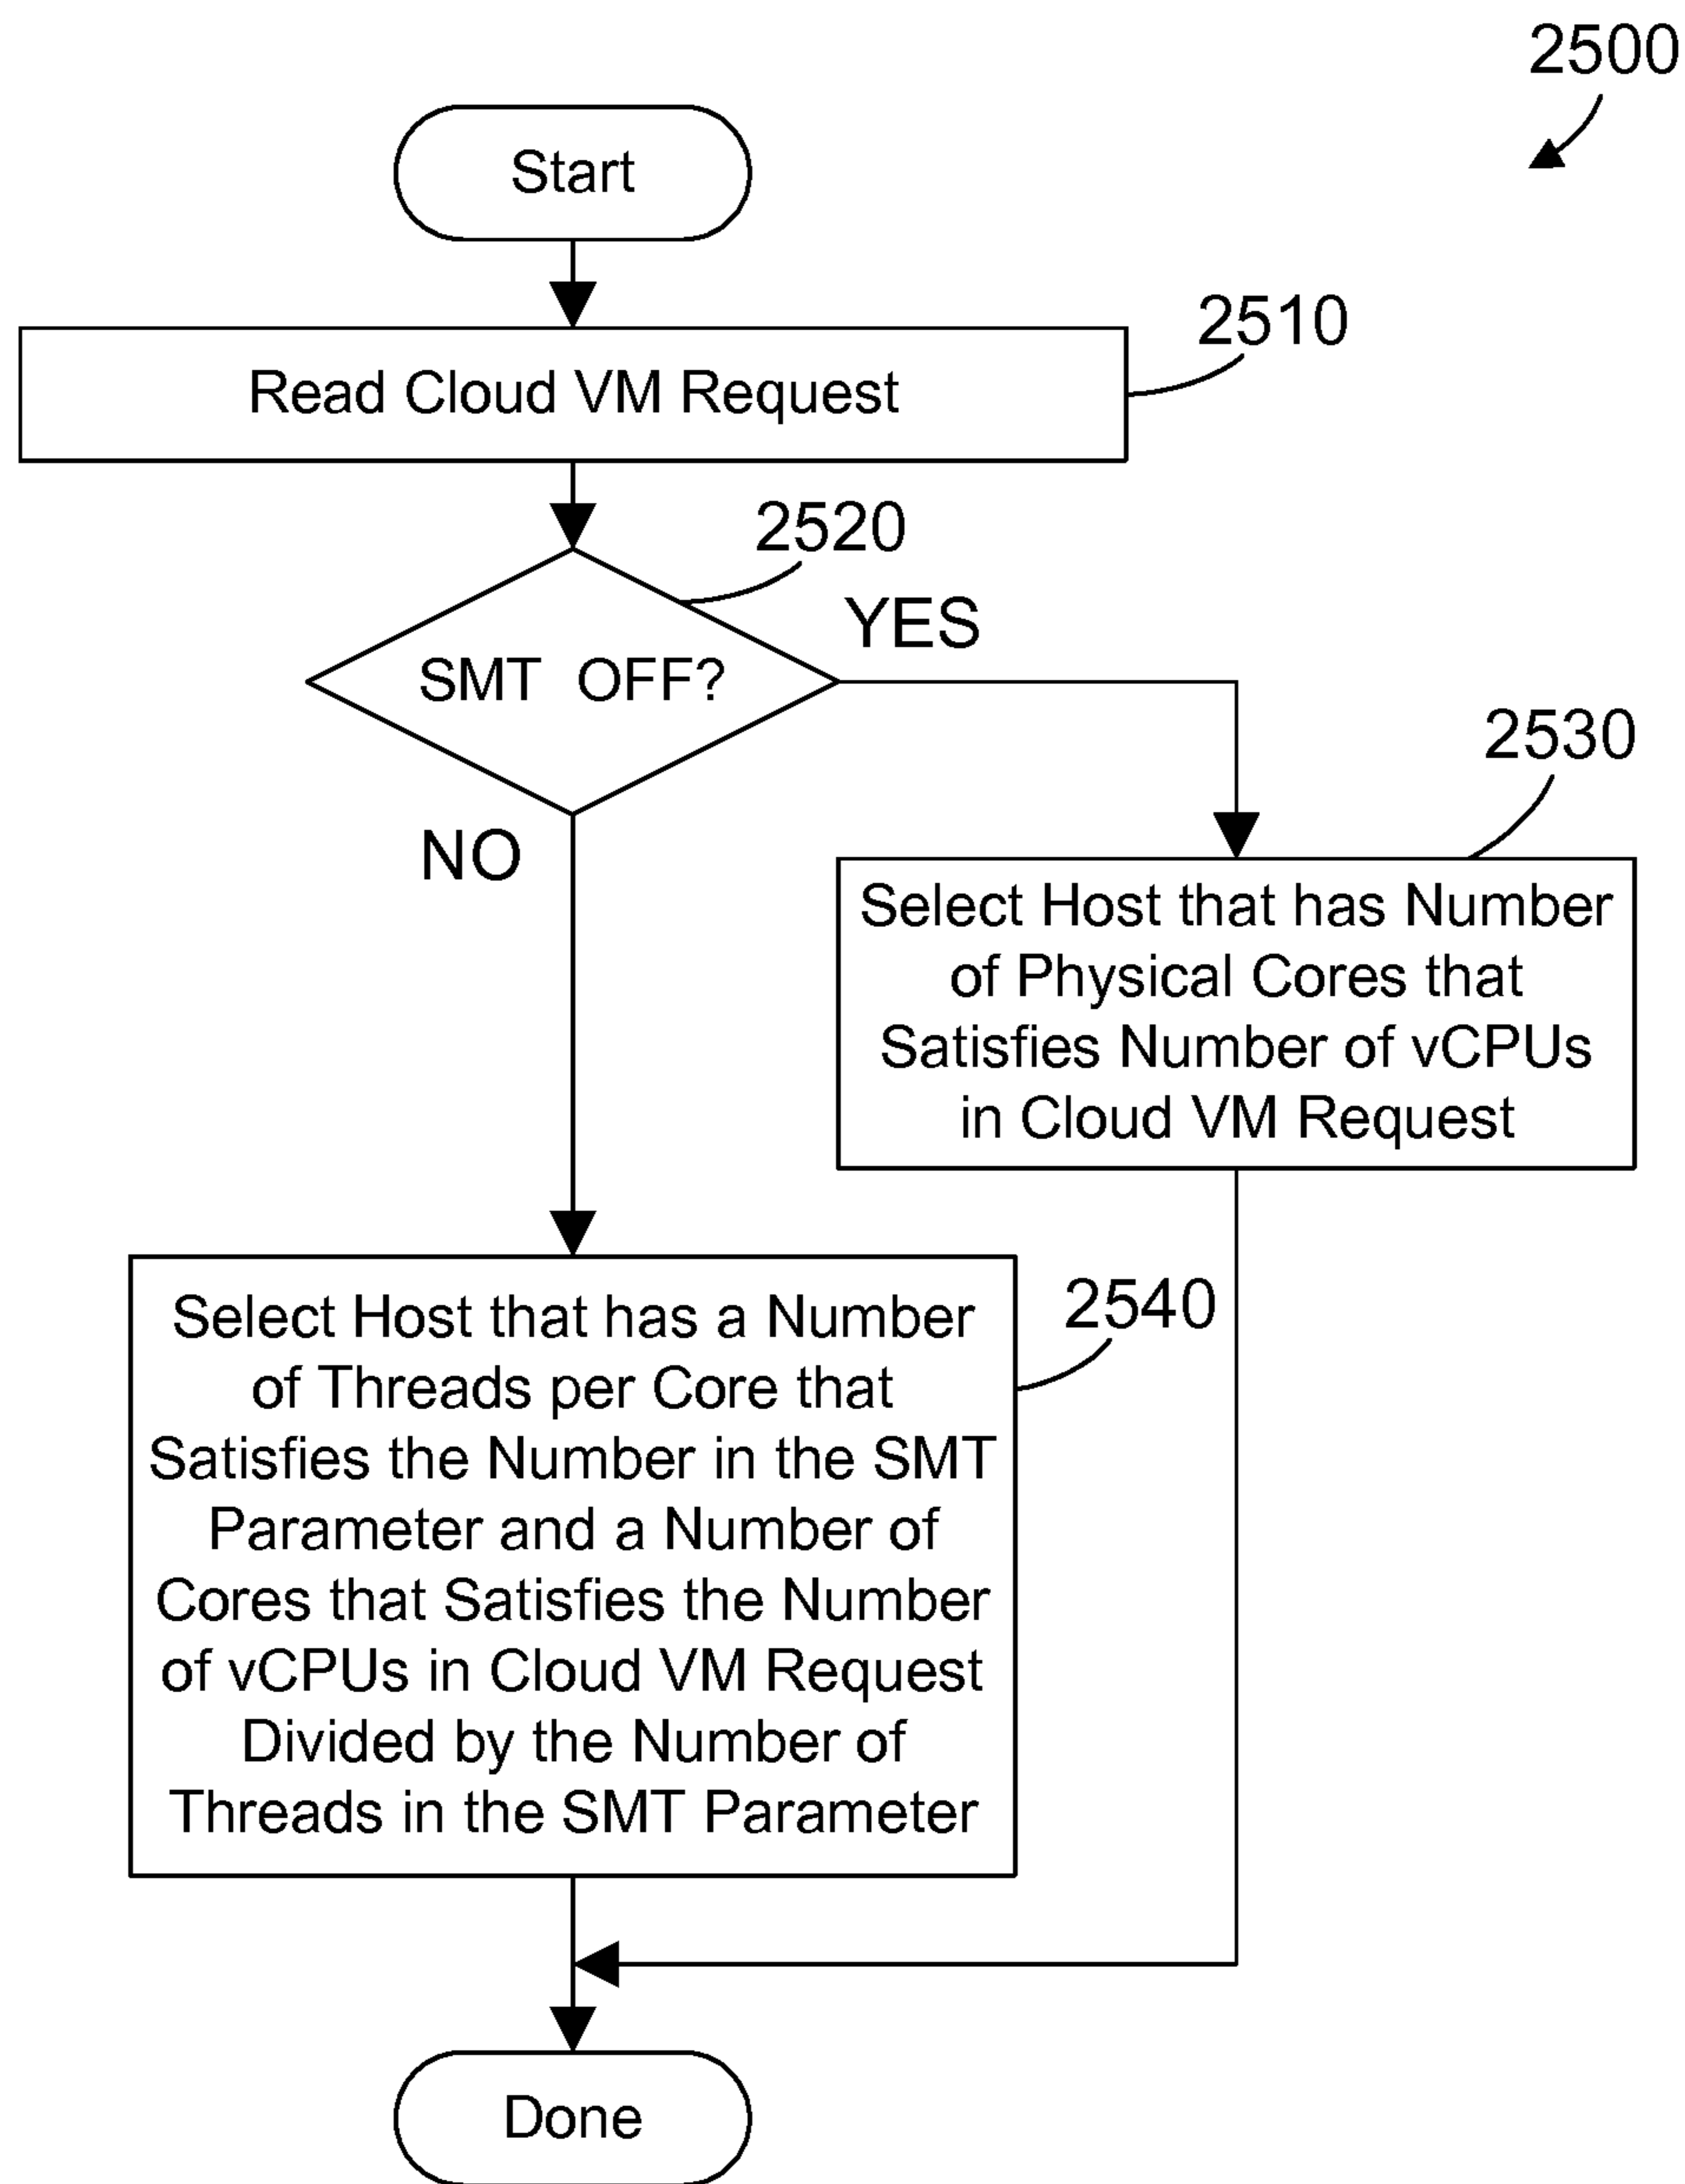 2500
Start
2510
Read Cloud VM Request
2520
YES
SMT OFF?
NO
2530
Select Host that has Number
of Physical Cores that
Satisfies Number of vCPUs
in Cloud VM Request
2540
Select Host that has a Number
of Threads per Core that
Satisfies the Number in the SMT
Parameter and a Number of
Cores that Satisfies the Number
of vCPUs in Cloud VM Request
Divided by the Number of
Threads in the SMT Parameter
Done